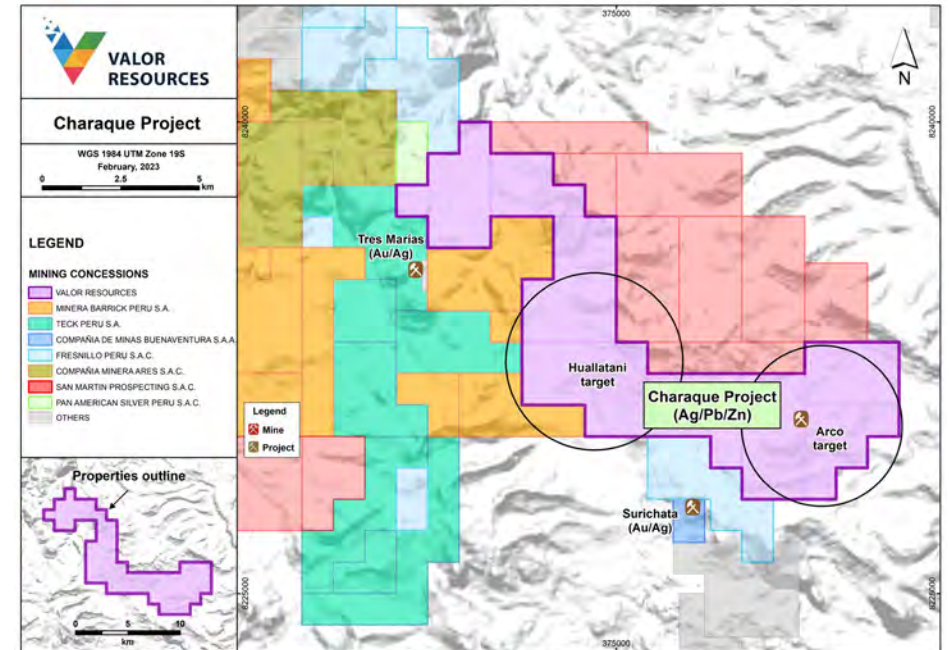 VALOR
RESOURCES
Charaque Project
WGS 1984 UTM Zone 19S
February, 2023
0 2.5 5
km
LEGEND
MINING CONCESSIONS
VALOR RESOURCES
MINERA BARRICK PERU S.A.
TECK PERU S.A.
COMPAÑIA DE MINAS BUENAVENTURA S.A.A.
FRESNILLO PERU S.A.C.
COMPAÑIA MINERA ARES S.A.C.
SAN MARTIN PROSPECTING S.A.C.
PAN AMERICAN SILVER PERU S.A.C.
OTHERS
Properties outline
0 5 10
km
375000
N
8240000
8240000
Tres Marias
(Au/Ag)
Huallatani
target
Charaque Project
(Ag/Pb/Zn)
Arco
target
Legend
Mine
Project
Surichata
(Au/Ag)
8225000
8225000
375000